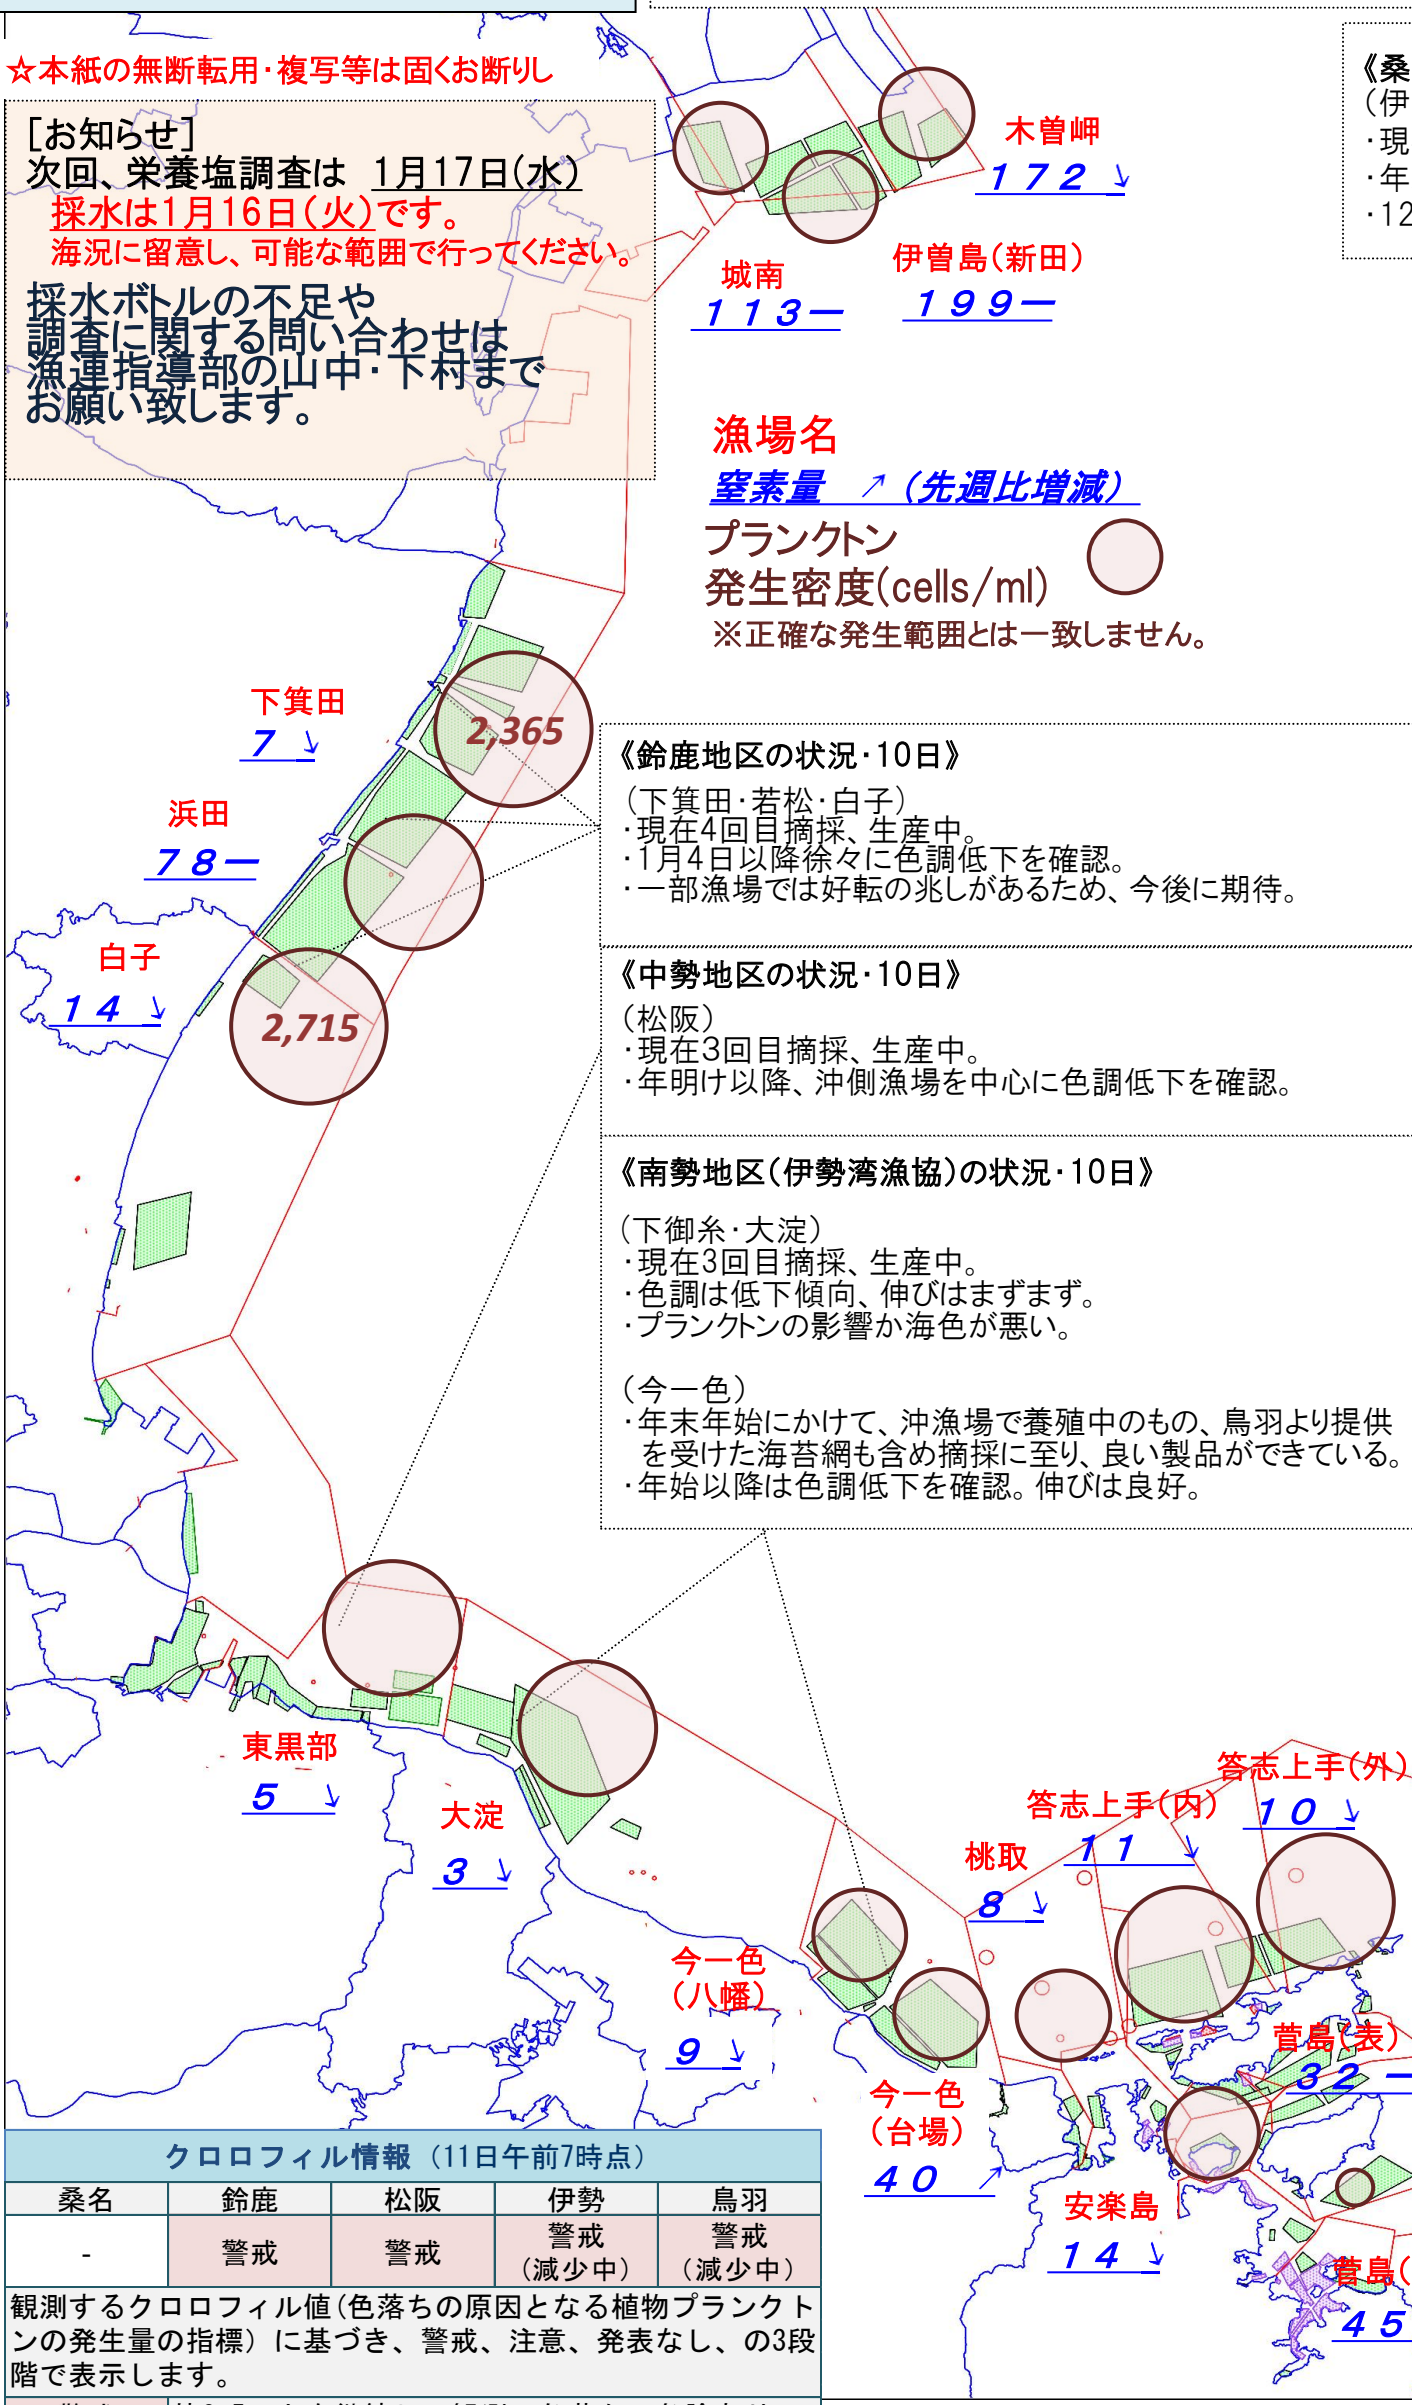 ☆本紙の無断転用・複写等は固くお断りし
[お知らせ]
次回、栄養塩調査は 1月17日(水)
採水は1月16日(火)です。
海況に留意し、可能な範囲で行ってください。
採水ボトルの不足や
調査に関する問い合わせは
漁連指導部の山中・下村まで
お願い致します。
《桑
(伊
・現
・年
・12
木曽岬
172 ↘
伊曽島(新田)
199ー
城南
113ー
漁場名
窒素量 ↗(先週比増減)
プランクトン
発生密度(cells/ml)
※正確な発生範囲とは一致しません。
下箕田
7 ↘
2,365
浜田
78ー
白子
14 ↘
2,715
《鈴鹿地区の状況・10日》
(下箕田・若松・白子)
・現在4回目摘採、生産中。
・1月4日以降徐々に色調低下を確認。
・一部漁場では好転の兆しがあるため、今後に期待。
《中勢地区の状況・10日》
(松阪)
・現在3回目摘採、生産中。
・年明け以降、沖側漁場を中心に色調低下を確認。
《南勢地区(伊勢湾漁協)の状況・10日》
(下御糸・大淀)
・現在3回目摘採、生産中。
・色調は低下傾向、伸びはまずまず。
・プランクトンの影響か海色が悪い。
(今一色)
・年末年始にかけて、沖漁場で養殖中のもの、鳥羽より提供
を受けた海苔網も含め摘採に至り、良い製品ができている。
・年始以降は色調低下を確認。伸びは良好。
東黒部
5 ↘
大淀
3 ↘
答志上手(外)
10 ↘
答志上手(内)
11 ↘
桃取
8 ↘
今一色
(八幡)
9 ↘
今一色
(台場)
40 ↗
菅島(表)
32 ー
安楽島
14 ↘
菅島(
45
クロロフィル情報(11日午前7時点)
桑名 鈴鹿 松阪 伊勢 鳥羽
- 警戒 警戒 警戒(減少中) 警戒(減少中)
観測するクロロフィル値(色落ちの原因となる植物プランクト
ンの発生量の指標)に基づき、警戒、注意、発表なし、の3段
階で表示します。